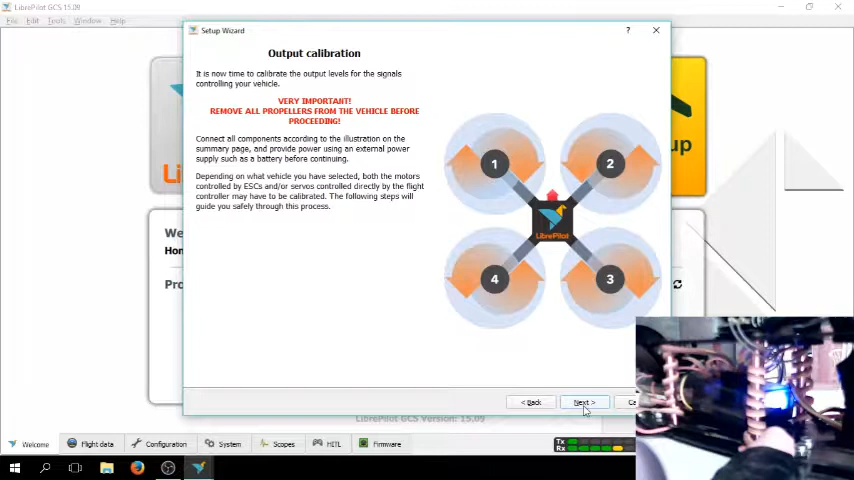 LibrePilot GCS 15.09
File Edit Tools Window Help
Setup Wizard
?
Output calibration
It is now time to calibrate the output levels for the signals
controlling your vehicle.
VERY IMPORTANT!
REMOVE ALL PROPELLERS FROM THE VEHICLE BEFORE
PROCEEDING!
Connect all components according to the illustration on the
summary page, and provide power using an external power
supply such as a battery before continuing.
Depending on what vehicle you have selected, both the motors
controlled by ESCs and/or servos controlled directly by the flight
controller may have to be calibrated. The following steps will
guide you safely through this process.
1
2
LibrePilot
4
3
Li
up
We
Hon
Pro
< Back
Next >
Ca
LibrePilot GCS Version: 15.09
Welcome
Flight data
Configuration
System
Scopes
HITL
Firmware
Tx
Rx